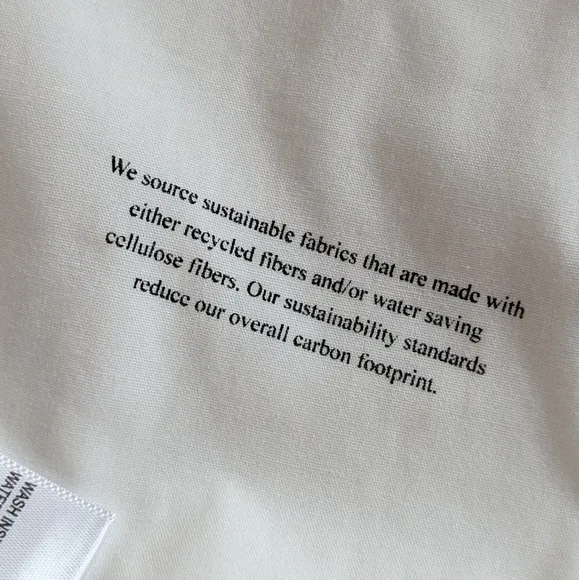 We source sustainable fabrics that are made with
either recycled fibers and/or water saving
cellulose fibers. Our sustainability standards
reduce our overall carbon footprint.
WASH